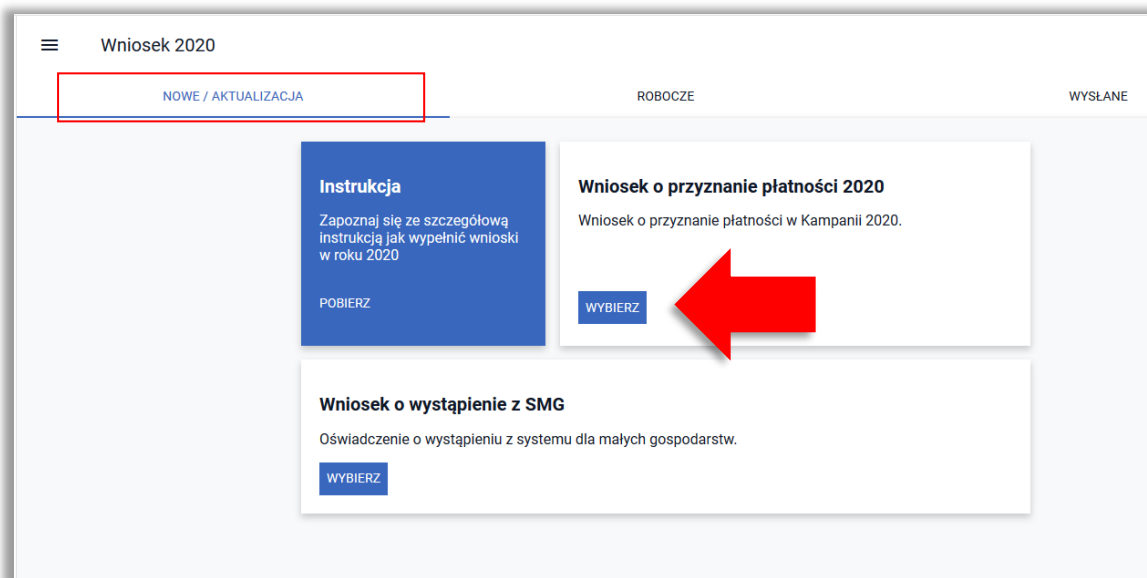 Wniosek 2020
NOWE / AKTUALIZACJA
ROBOCZE
WYSŁANE
Instrukcja
Zapoznaj się ze szczegółową
instrukcją jak wypełnić wnioski
w roku 2020
POBIERZ
Wniosek o przyznanie płatności 2020
Wniosek o przyznanie płatności w Kampanii 2020.
WYBIERZ
Wniosek o wystąpienie z SMG
Oświadczenie o wystąpieniu z systemu dla małych gospodarstw.
WYBIERZ